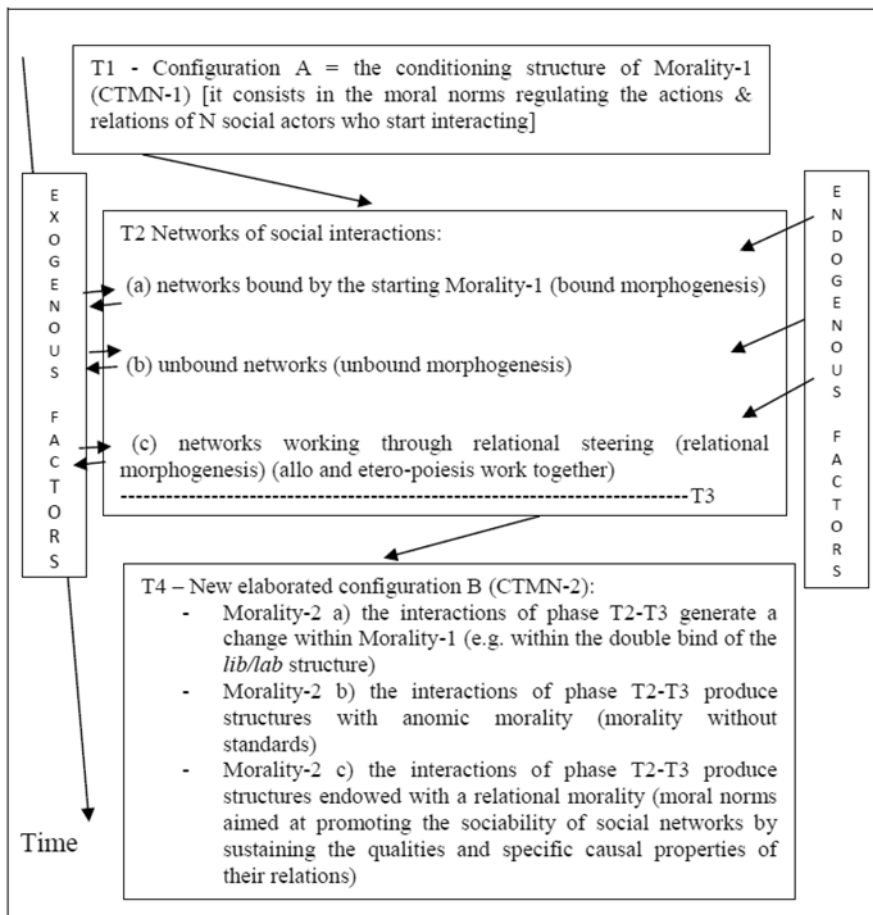 T1 - Configuration A = the conditioning structure of Morality-1
(CTMN-1) [it consists in the moral norms regulating the actions &
relations of N social actors who start interacting]
EXOGENOUS FACTORS
ENDOGENOUS FACTORS
T2 Networks of social interactions:
(a) networks bound by the starting Morality-1 (bound morphogenesis)
(b) unbound networks (unbound morphogenesis)
(c) networks working through relational steering (relational
morphogenesis) (allo and etero-poiesis work together)
-------------------------------------------------------------------------T3
T4 – New elaborated configuration B (CTMN-2):
- Morality-2 a) the interactions of phase T2-T3 generate a
change within Morality-1 (e.g. within the double bind of the
lib/lab structure)
- Morality-2 b) the interactions of phase T2-T3 produce
structures with anomic morality (morality without
standards)
- Morality-2 c) the interactions of phase T2-T3 produce
structures endowed with a relational morality (moral norms
aimed at promoting the sociability of social networks by
sustaining the qualities and specific causal properties of
their relations)
Time